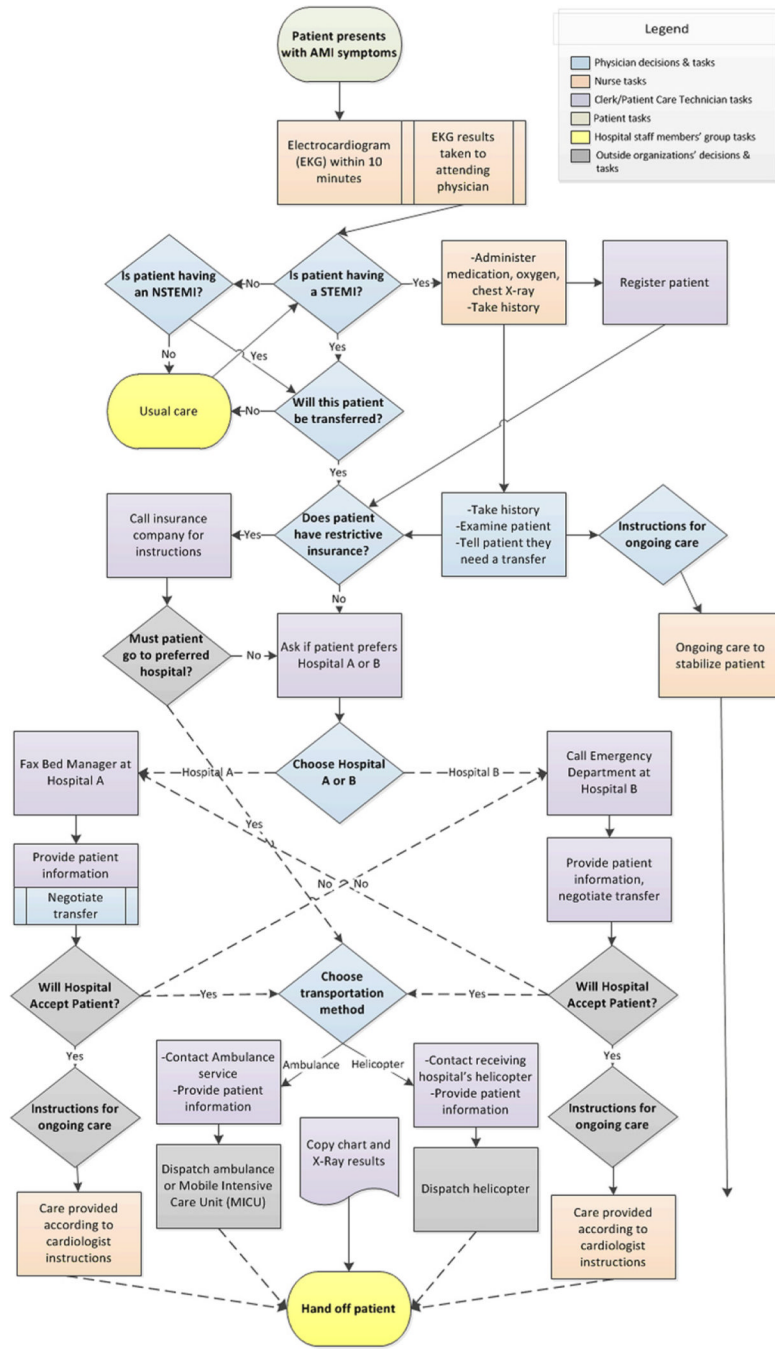 Patient presents
with AMI symptoms
Legend
Physician decisions & tasks
Nurse tasks
Clerk/Patient Care Technician tasks
Patient tasks
Hospital staff members' group tasks
Outside organizations' decisions &
tasks
Electrocardiogram
(EKG) within 10
minutes
EKG results
taken to
attending
physician
Is patient having
an NSTEMI?
No
Is patient having
a STEMI?
Yes
-Administer
medication, oxygen,
chest X-ray
-Take history
Register patient
No
Yes
Yes
Usual care
No
Will this patient
be transferred?
Yes
Call insurance
company for
instructions
Yes
Does patient
have restrictive
insurance?
-Take history
-Examine patient
-Tell patient they
need a transfer
Instructions for
ongoing care
No
Must patient
go to preferred
hospital?
No
Ask if patient prefers
Hospital A or B
Ongoing care to
stabilize patient
Fax Bed Manager at
Hospital A
Hospital A
Choose Hospital
A or B
Hospital B
Call Emergency
Department at
Hospital B
Yes
Provide patient
information
Negotiate
transfer
No
No
Provide patient
information,
negotiate transfer
Will Hospital
Accept Patient?
Yes
Choose
transportation
method
Yes
Will Hospital
Accept Patient?
Yes
Yes
-Contact Ambulance
service
-Provide patient
information
Ambulance
Helicopter
-Contact receiving
hospital's helicopter
-Provide patient
information
Instructions for
ongoing care
Instructions for
ongoing care
Dispatch ambulance
or Mobile Intensive
Care Unit (MICU)
Copy chart and
X-Ray results
Dispatch helicopter
Care provided
according to
cardiologist
instructions
Care provided
according to
cardiologist
instructions
Hand off patient